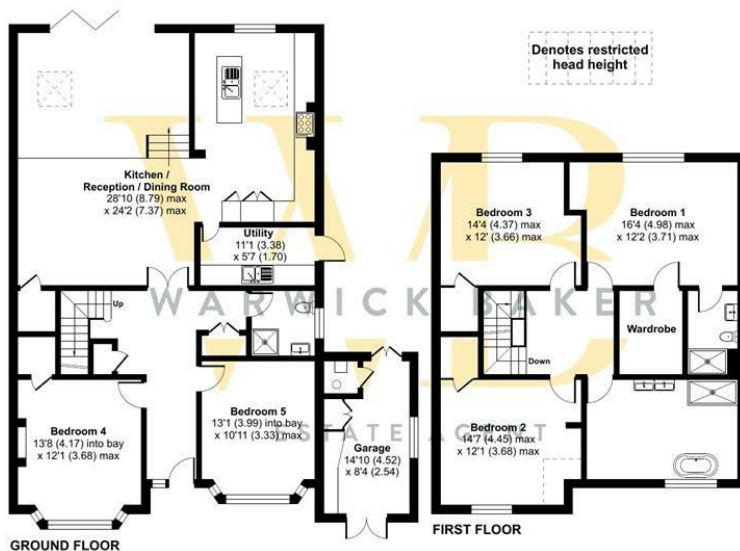 Denotes restricted
head height
Kitchen /
Reception / Dining Room
28'10 (8.79) max
x 24'2 (7.37) max
Utility
11'1 (3.38)
x 5'7 (1.70)
Up
Bedroom 4
13'8 (4.17) into bay
x 12'1 (3.68) max
Bedroom 5
13'1 (3.99) into bay
x 10'11 (3.33) max
Garage
14'10 (4.52)
x 8'4 (2.54)
GROUND FLOOR
Bedroom 3
14'4 (4.37) max
x 12' (3.66) max
Bedroom 1
16'4 (4.98) max
x 12'2 (3.71) max
Wardrobe
Down
Bedroom 2
14'7 (4.45) max
x 12'1 (3.68) max
FIRST FLOOR
WB
WARWICK BAKER
ESTATE AGENT